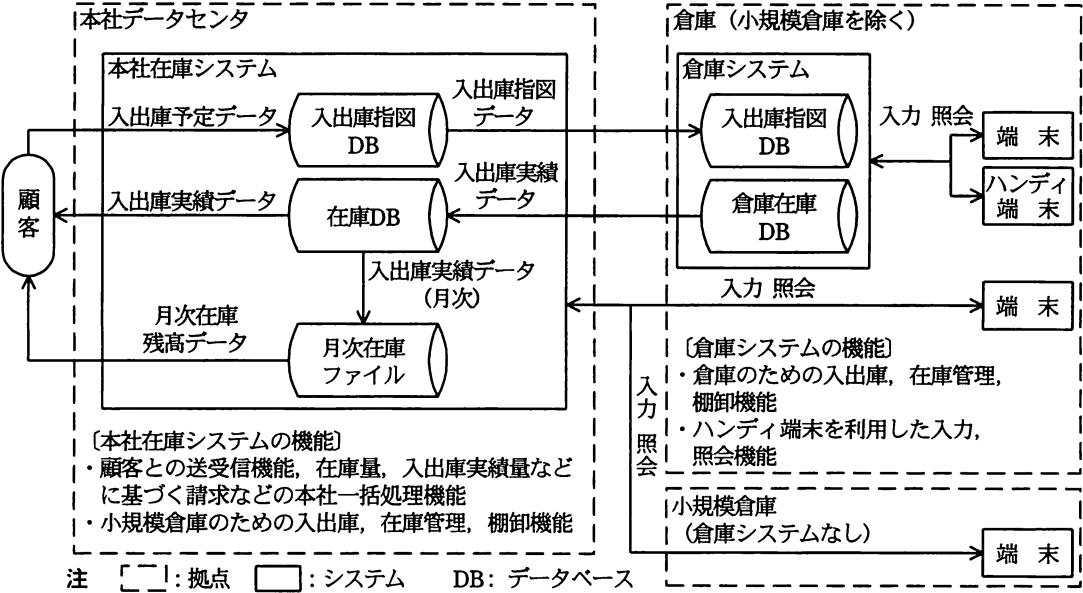 本社データセンタ
本社在庫システム
入出庫予定データ
入出庫指図
DB
入出庫指図
データ
顧客
入出庫実績データ
在庫DB
入出庫実績
データ
入出庫実績データ
(月次)
月次在庫
残高データ
月次在庫
ファイル
〔本社在庫システムの機能〕
・顧客との送受信機能，在庫量，入出庫実績量など
に基づく請求などの本社一括処理機能
・小規模倉庫のための入出庫，在庫管理，棚卸機能
倉庫（小規模倉庫を除く）
倉庫システム
入出庫指図
DB
倉庫在庫
DB
入力 照会
端　末
ハンディ
端末
入力 照会
端　末
〔倉庫システムの機能〕
・倉庫のための入出庫，在庫管理，
棚卸機能
・ハンディ端末を利用した入力，
照会機能
入力 照会
小規模倉庫
（倉庫システムなし）
端　末
注　：拠点　：システム　DB：データベース